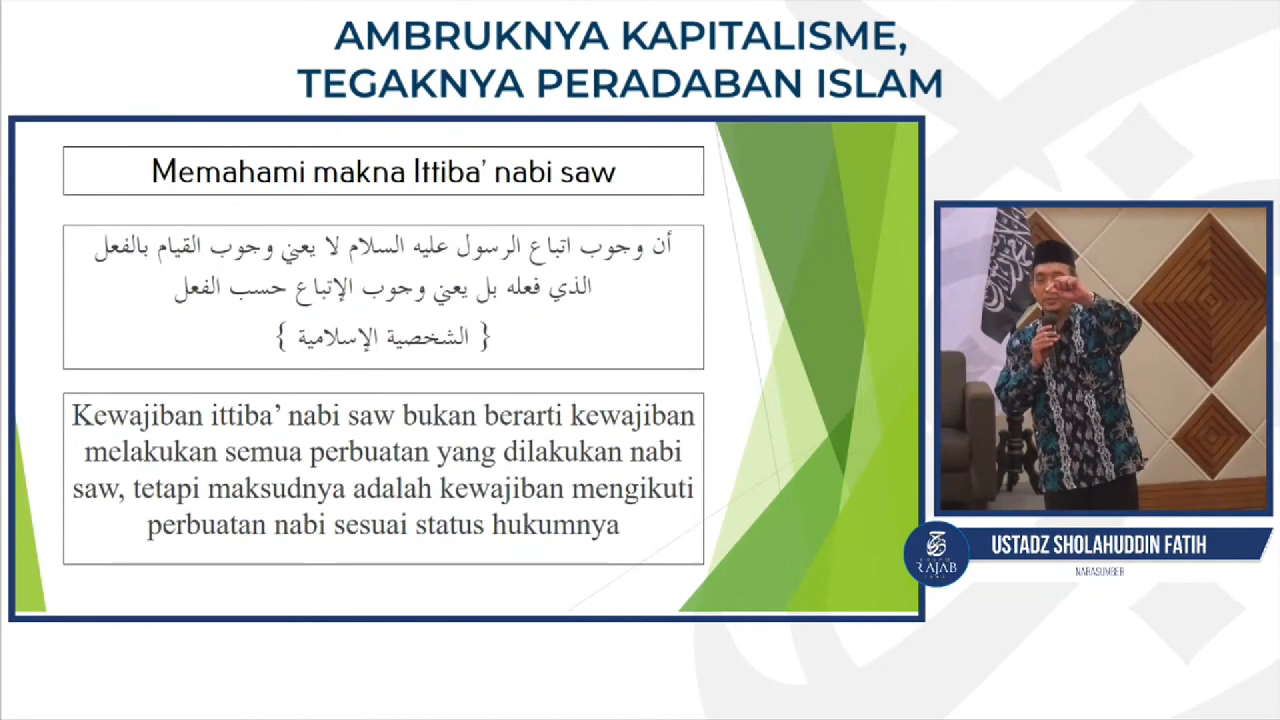 AMBRUKNYA KAPITALISME,
TEGAKNYA PERADABAN ISLAM
Memahami makna Ittiba’ nabi saw
أن وجوب اتباع الرسول عليه السلام لا يعني وجوب القيام بالفعل
الذي فعله بل يعني وجوب الإتباع حسب الفعل
{ الشخصية الإسلامية }
Kewajiban ittiba’ nabi saw bukan berarti kewajiban
melakukan semua perbuatan yang dilakukan nabi
saw, tetapi maksudnya adalah kewajiban mengikuti
perbuatan nabi sesuai status hukumnya
RAJAB
USTADZ SHOLAHUDDIN FATIH
NARASUMBER